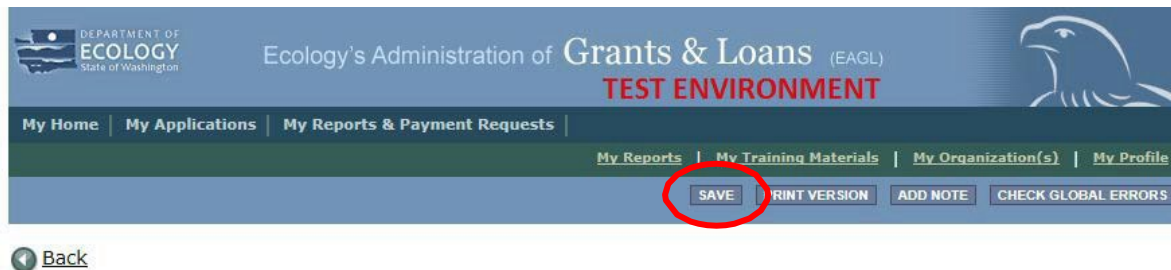 DEPARTMENT OF
ECOLOGY
State of Washington
Ecology's Administration of Grants & Loans (EAGL)
TEST ENVIRONMENT
My Home | My Applications | My Reports & Payment Requests |
My Reports | My Training Materials | My Organization(s) | My Profile
SAVE PRINT VERSION ADD NOTE CHECK GLOBAL ERRORS
Back